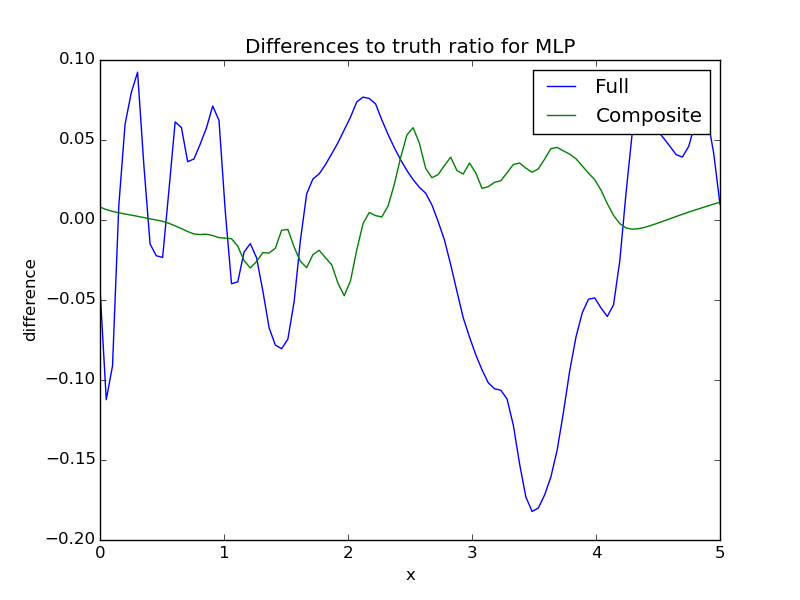 Differences to truth ratio for MLP
Full
Composite
0.10
0.05
0.00
−0.05
−0.10
−0.15
−0.20
difference
0 1 2 3 4 5
x